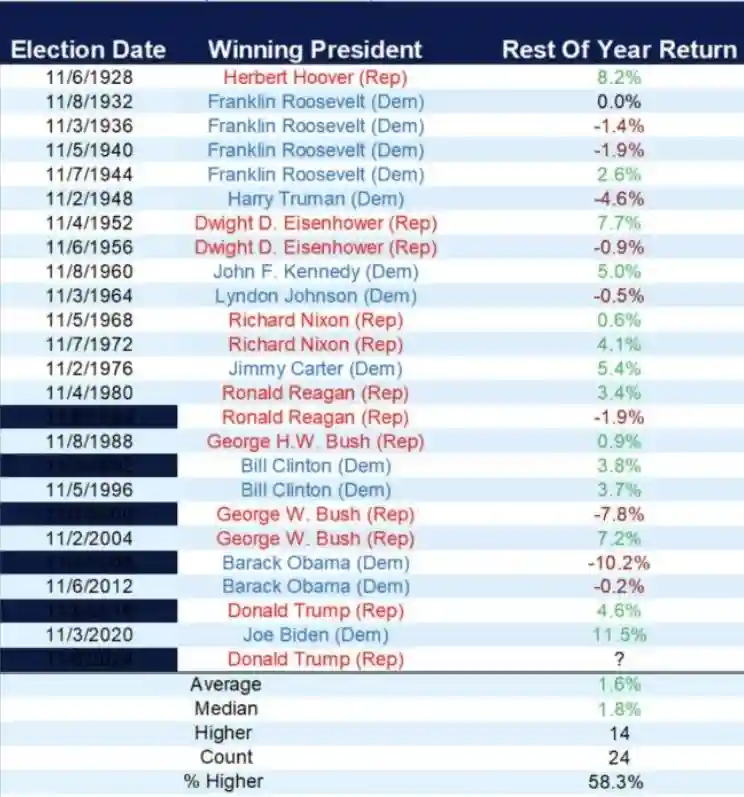 Election Date Winning President Rest Of Year Return
11/6/1928 Herbert Hoover (Rep) 8.2%
11/8/1932 Franklin Roosevelt (Dem) 0.0%
11/3/1936 Franklin Roosevelt (Dem) -1.4%
11/5/1940 Franklin Roosevelt (Dem) -1.9%
11/7/1944 Franklin Roosevelt (Dem) 2.6%
11/2/1948 Harry Truman (Dem) -4.6%
11/4/1952 Dwight D. Eisenhower (Rep) 7.7%
11/6/1956 Dwight D. Eisenhower (Rep) -0.9%
11/8/1960 John F. Kennedy (Dem) 5.0%
11/3/1964 Lyndon Johnson (Dem) -0.5%
11/5/1968 Richard Nixon (Rep) 0.6%
11/7/1972 Richard Nixon (Rep) 4.1%
11/2/1976 Jimmy Carter (Dem) 5.4%
11/4/1980 Ronald Reagan (Rep) 3.4%
Ronald Reagan (Rep) -1.9%
11/8/1988 George H.W. Bush (Rep) 0.9%
Bill Clinton (Dem) 3.8%
11/5/1996 Bill Clinton (Dem) 3.7%
George W. Bush (Rep) -7.8%
11/2/2004 George W. Bush (Rep) 7.2%
Barack Obama (Dem) -10.2%
11/6/2012 Barack Obama (Dem) -0.2%
Donald Trump (Rep) 4.6%
11/3/2020 Joe Biden (Dem) 11.5%
Donald Trump (Rep) ?
Average 1.6%
Median 1.8%
Higher 14
Count 24
% Higher 58.3%